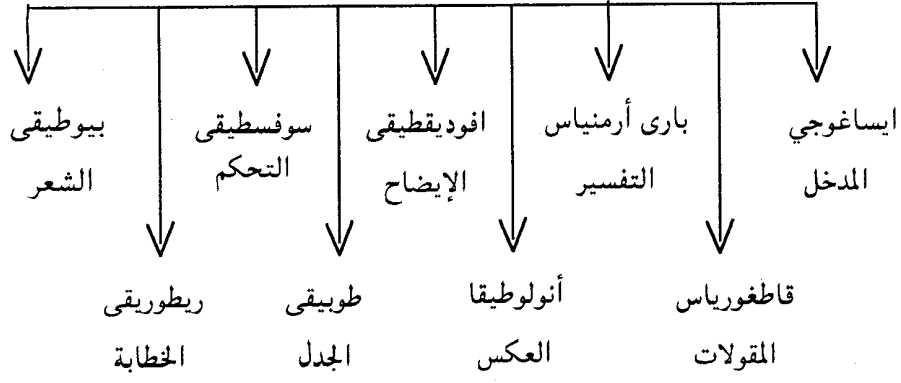 ايساغوجي
المدخل
قاطغورياس
المقولات
بارى أرمنياس
التفسير
أنولوطيقا
العكس
افوديقطيقى
الإيضاح
طوبيقى
الجدل
سوفسطيقى
التحكم
ريطوريقى
الخطابة
بيوطيقى
الشعر